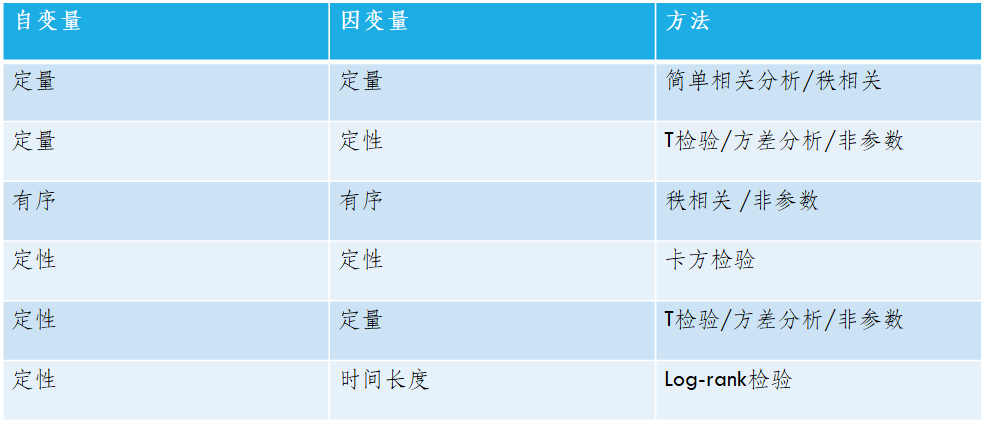 自变量 因变量 方法
定量 定量 简单相关分析/秩相关
定量 定性 T检验/方差分析/非参数
有序 有序 秩相关 /非参数
定性 定性 卡方检验
定性 定量 T检验/方差分析/非参数
定性 时间长度 Log-rank检验